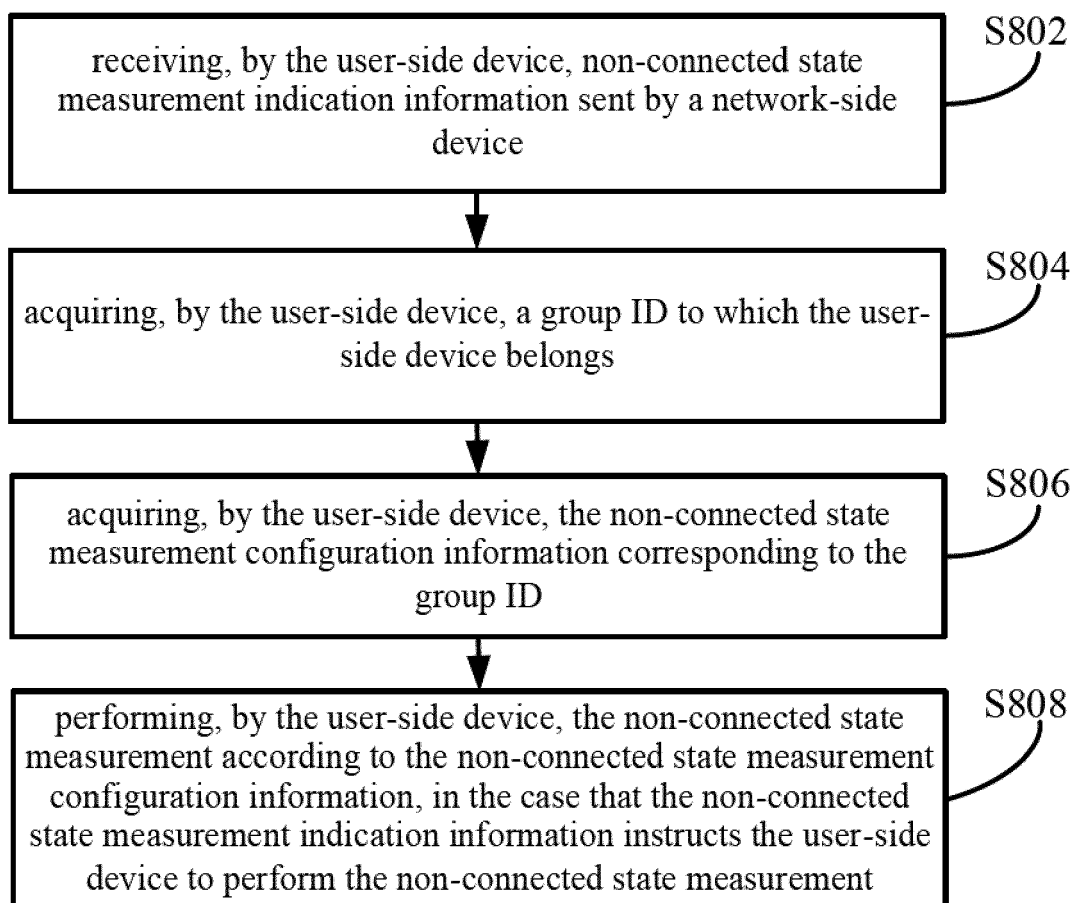 S802
receiving, by the user-side device, non-connected state
measurement indication information sent by a network-side
device
S804
acquiring, by the user-side device, a group ID to which the user-
side device belongs
S806
acquiring, by the user-side device, the non-connected state
measurement configuration information corresponding to the
group ID
S808
performing, by the user-side device, the non-connected state
measurement according to the non-connected state measurement
configuration information, in the case that the non-connected
state measurement indication information instructs the user-side
device to perform the non-connected state measurement